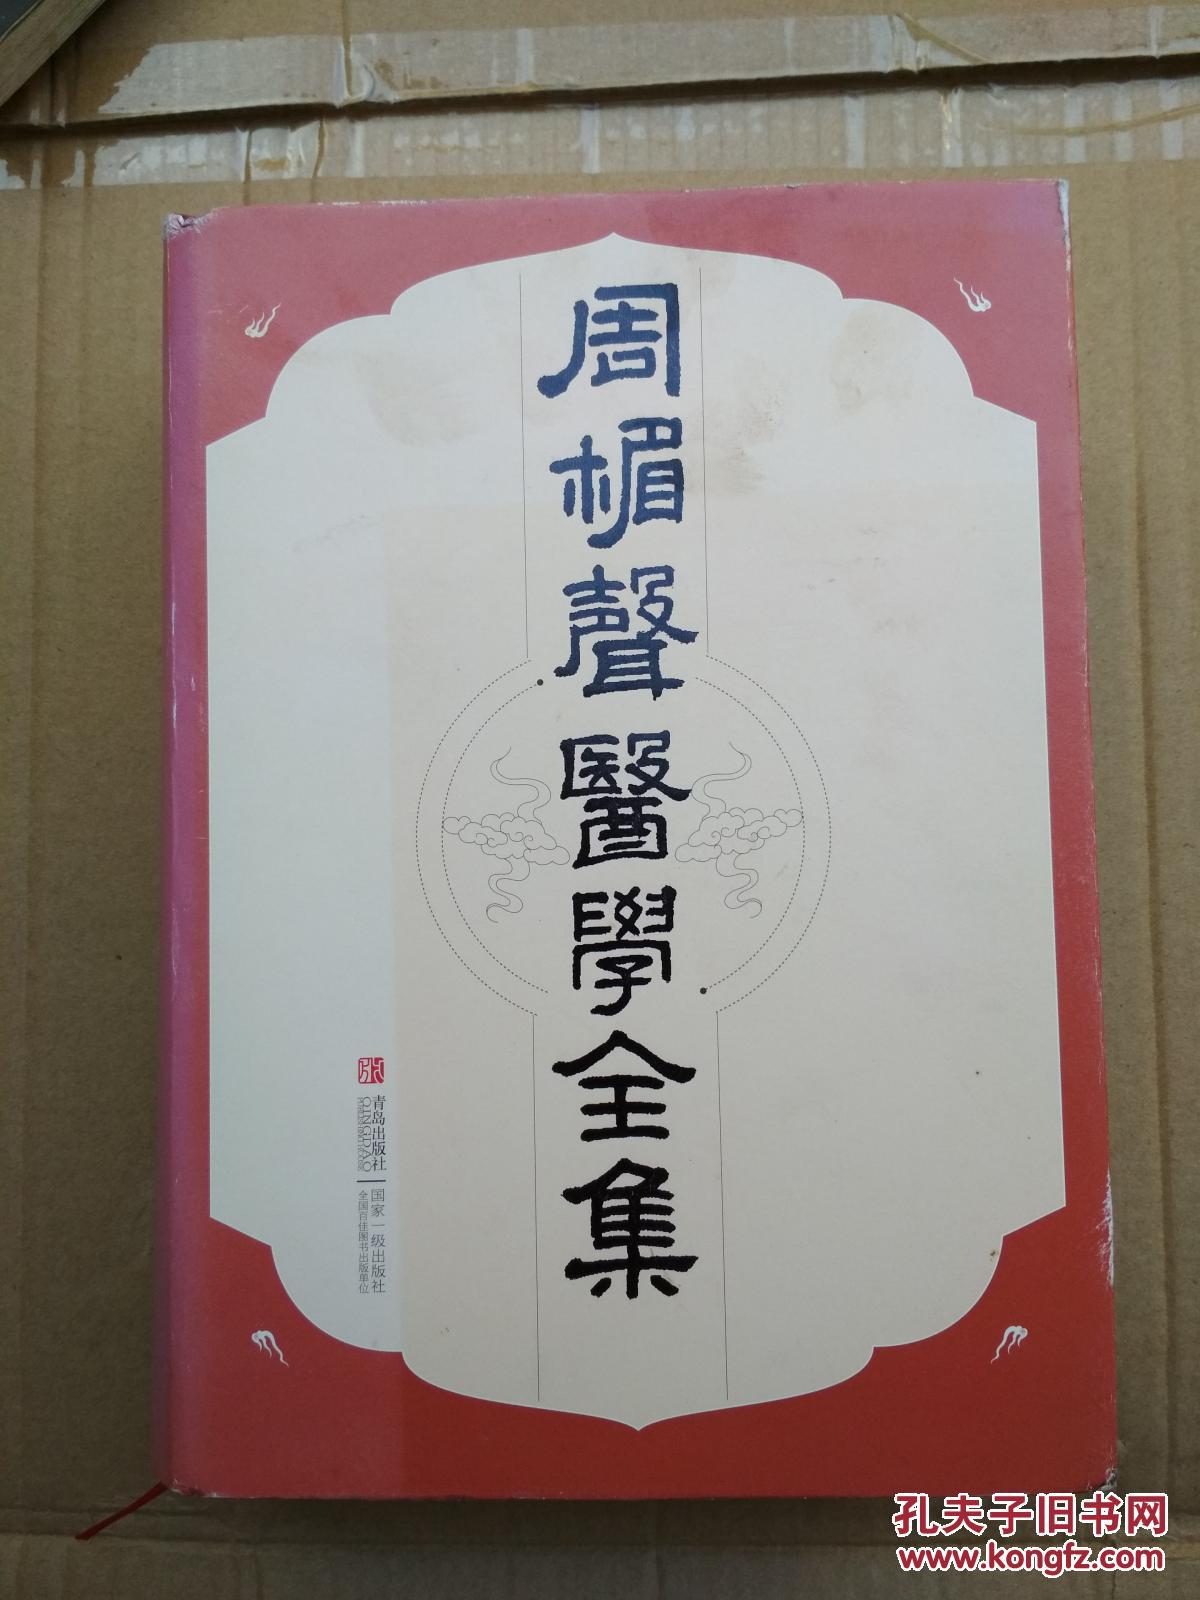 周楣聲醫學全集
青岛出版社
QINGDAO
国家一级出版社
全国百佳图书出版单位
孔夫子旧书网
www.kongfz.com